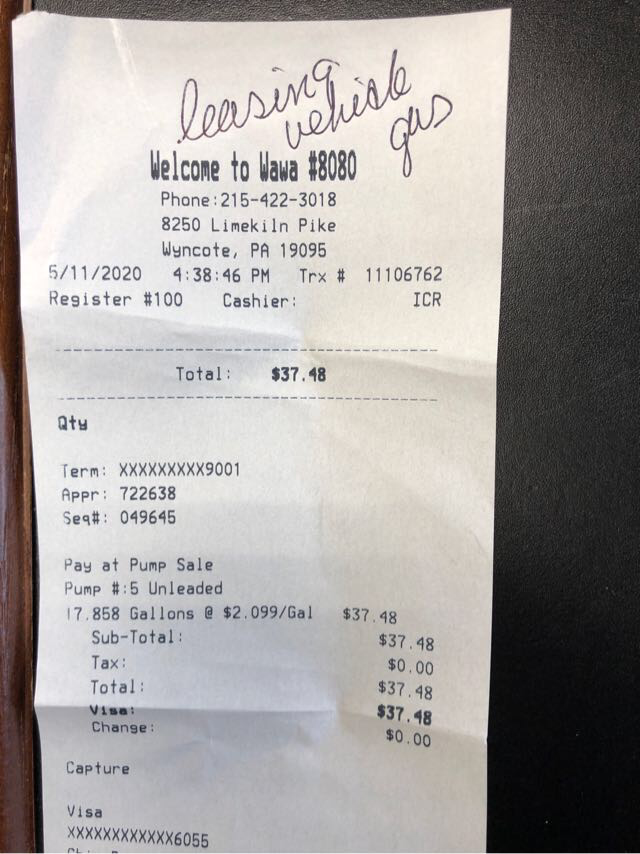 leasing
vehicle
gas
Welcome to Wawa #8080
Phone:215-422-3018
8250 Limekiln Pike
Wyncote, PA 19095
5/11/2020 4:38:46 PM Trx # 11106762
Register #100 Cashier: ICR
Total: $37.48
Qty
Term: XXXXXXXXX9001
Appr: 722638
Seq#: 049645
Pay at Pump Sale
Pump #:5 Unleaded
17.858 Gallons @ $2.099/Gal $37.48
Sub-Total: $37.48
Tax: $0.00
Total: $37.48
Visa: $37.48
Change: $0.00
Capture
Visa
XXXXXXXXXXXX6055